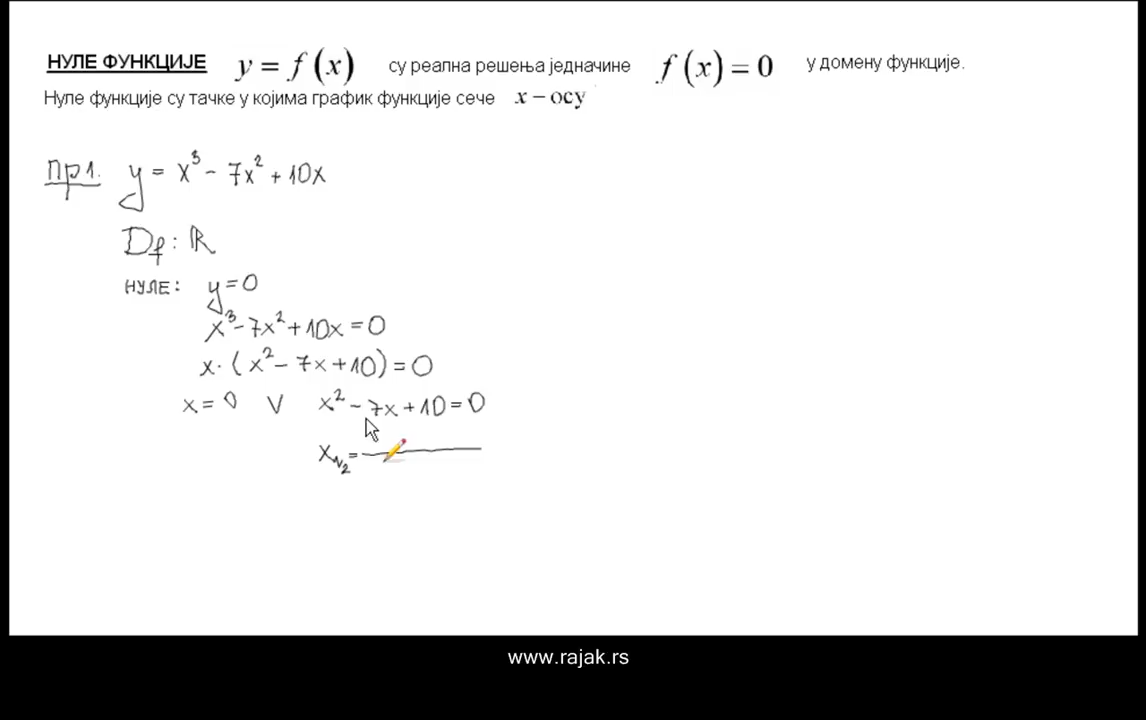 НУЛЕ ФУНКЦИЈЕ y = f(x) су реална решења једначине f(x) = 0 у домену функције.
Нуле функције су тачке у којима график функције сече x – осу
Пр1. y = x³ - 7x² + 10x
Df: ℝ
НУЛЕ: y = 0
x³ - 7x² + 10x = 0
x · (x² - 7x + 10) = 0
x = 0 ∨ x² - 7x + 10 = 0
x₁,₂ =
www.rajak.rs